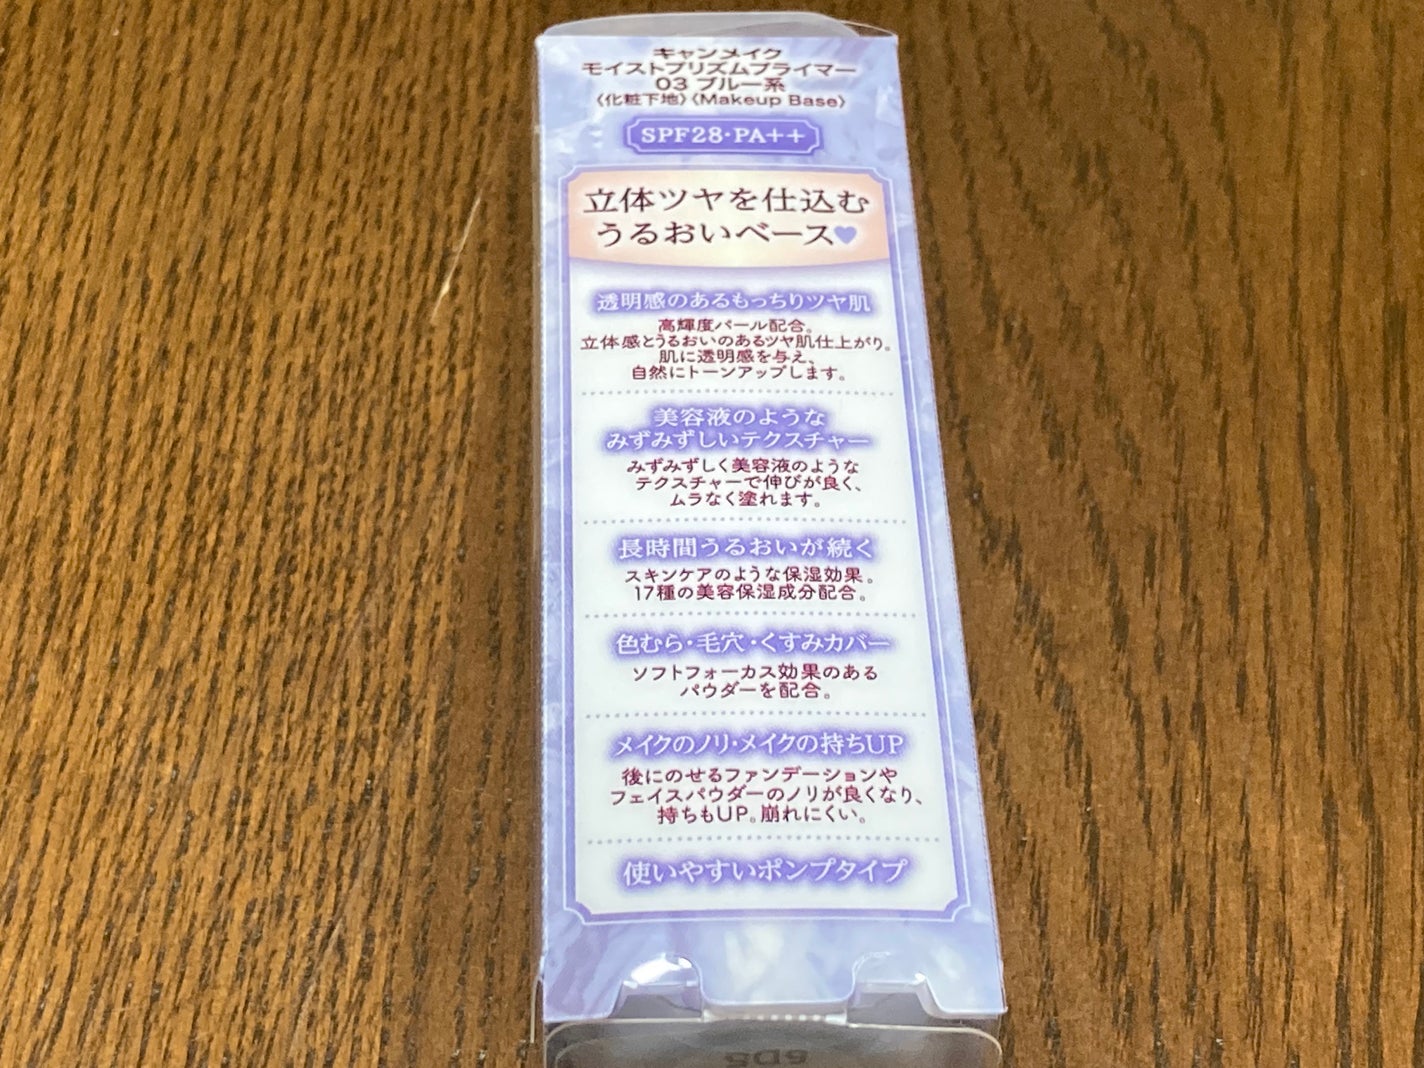 キャンメイク
モイストプリズムプライマー
03 ブルー系
〈化粧下地〉〈Makeup Base〉
SPF28・PA++
立体ツヤを仕込む
うるおいベース♥
透明感のあるもっちりツヤ肌
高輝度パール配合。
立体感とうるおいのあるツヤ肌仕上がり。
肌に透明感を与え、
自然にトーンアップします。
美容液のような
みずみずしいテクスチャー
みずみずしく美容液のような
テクスチャーで伸びが良く、
ムラなく塗れます。
長時間うるおいが続く
スキンケアのような保湿効果。
17種の美容保湿成分配合。
色むら・毛穴・くすみカバー
ソフトフォーカス効果のある
パウダーを配合。
メイクのノリ・メイクの持ちUP
後にのせるファンデーションや
フェイスパウダーのノリが良くなり、
持ちもUP。崩れにくい。
使いやすいポンプタイプ